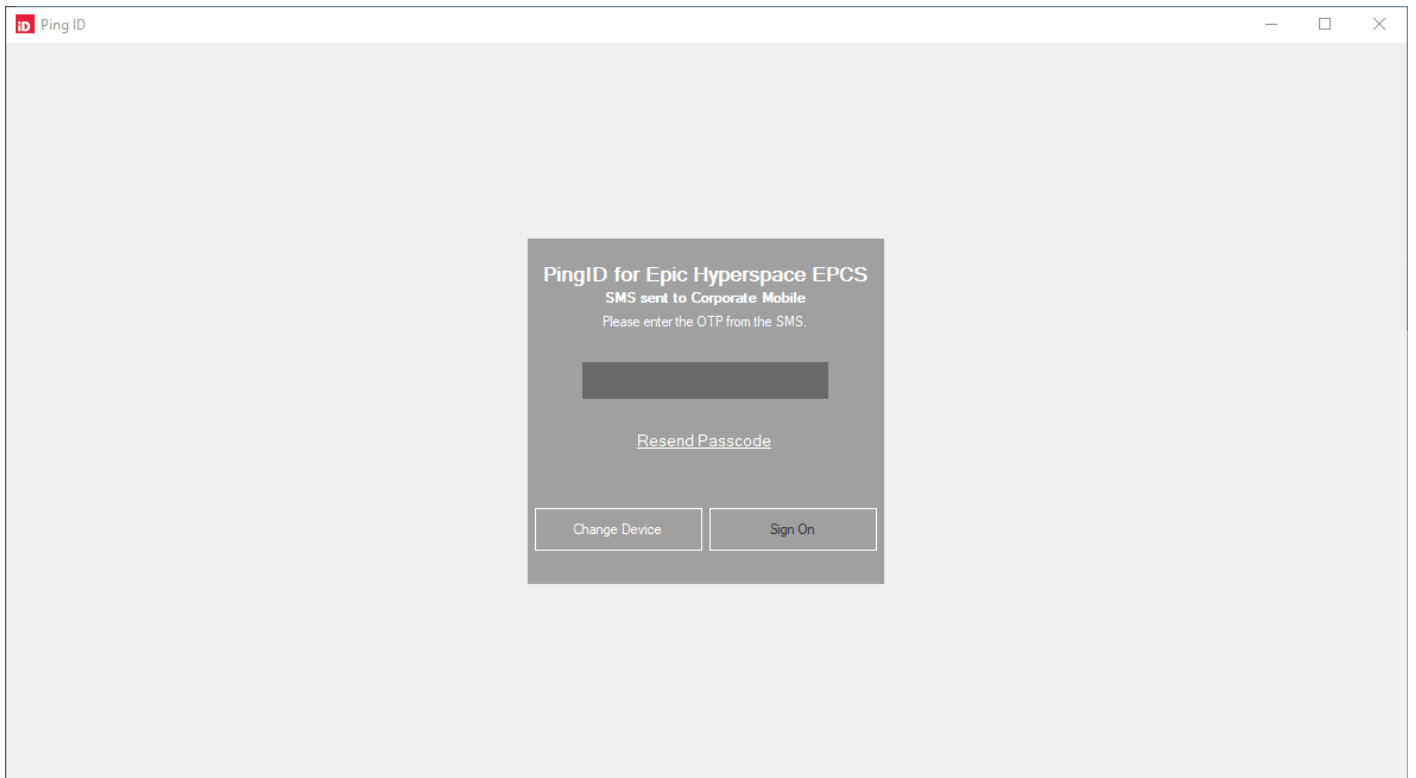 iD Ping ID
PingID for Epic Hyperspace EPCS
SMS sent to Corporate Mobile
Please enter the OTP from the SMS.
Resend Passcode
Change Device Sign On